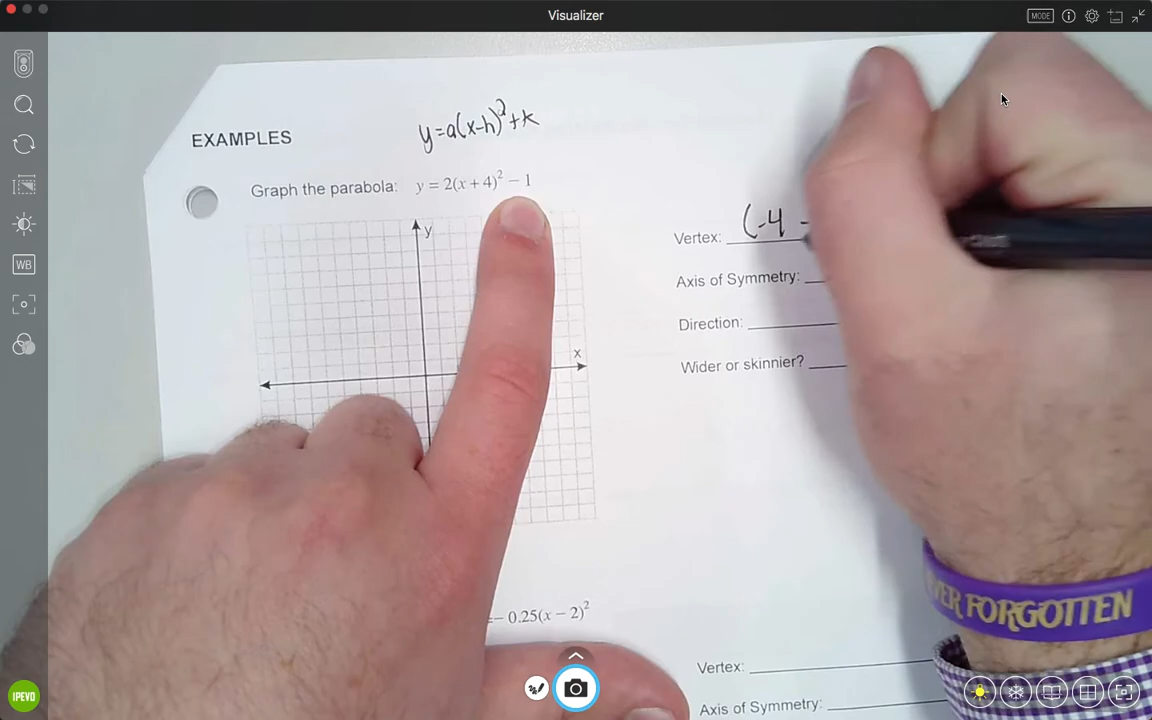 Visualizer
MODE
EXAMPLES
y=a(x-h)²+k
Graph the parabola: y = 2(x + 4)² − 1
y
x
Vertex: (-4 -
Axis of Symmetry:
Direction:
Wider or skinnier?
WB
− 0.25(x − 2)²
FORGOTTEN
Vertex:
Axis of Symmetry:
IPEVO